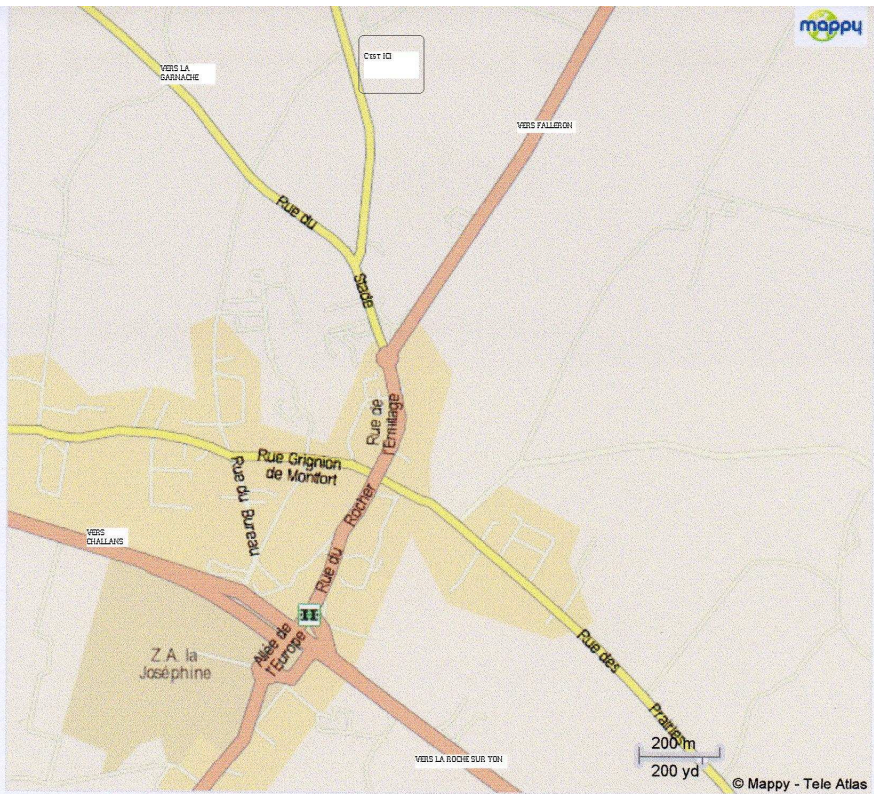 mappy
C'EST ICI
VERS LA
GARNACHE
VERS FALLERON
Rue du
Stade
Rue de
l'Ermitage
Rue Grignion
de Montfort
Rue du Bureau
Rocher
Rue du
VERS
CHALLANS
Allée de
l'Europe
Z.A. la
Joséphine
Rue des
Prairies
VERS LA ROCHE SUR YON
200 m
200 yd
© Mappy - Tele Atlas